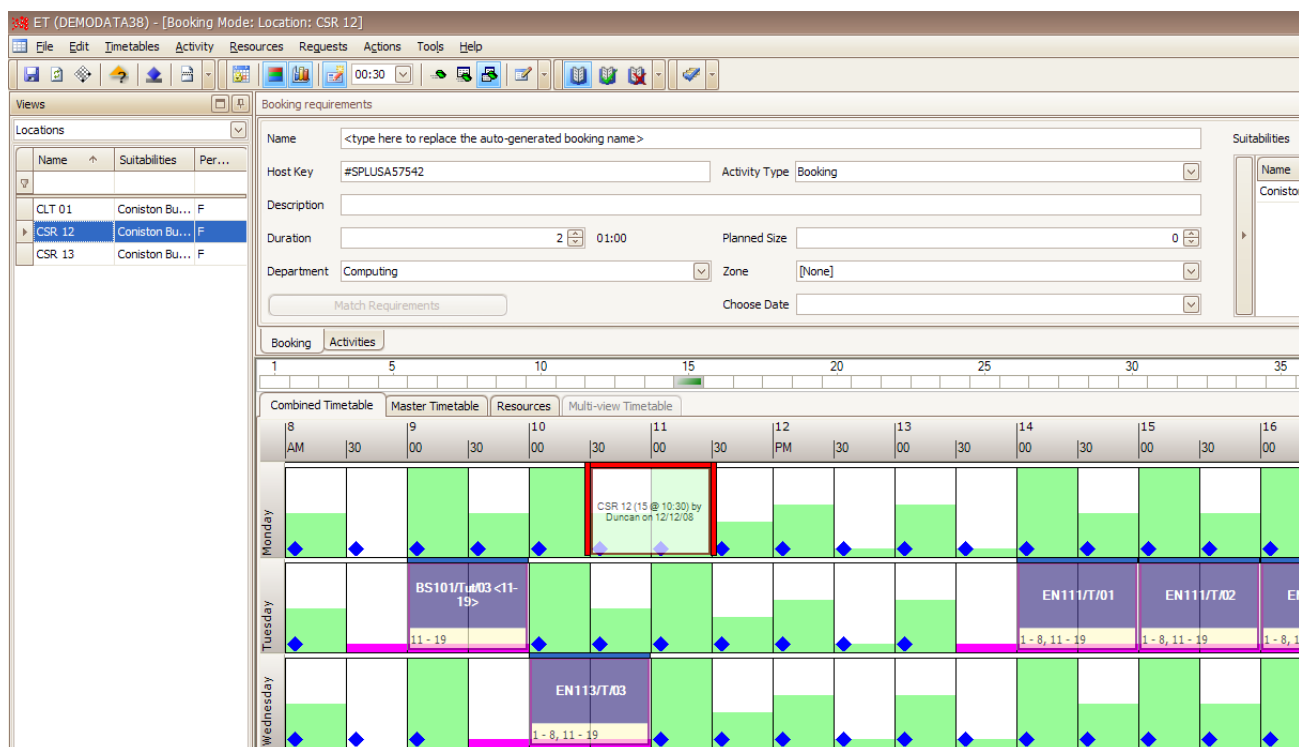 ET (DEMODATA38) - [Booking Mode: Location: CSR 12]
File Edit Timetables Activity Resources Requests Actions Tools Help
00:30
Views
Locations
Name Suitabilities Per...
CLT 01 Coniston Bu... F
CSR 12 Coniston Bu... F
CSR 13 Coniston Bu... F
Booking requirements
Name <type here to replace the auto-generated booking name>
Host Key #SPLUSA57542 Activity Type Booking
Description
Duration 2 01:00 Planned Size 0
Department Computing Zone [None]
Match Requirements Choose Date
Suitabilities
Name
Conisto
Booking Activities
1 5 10 15 20 25 30 35
Combined Timetable Master Timetable Resources Multi-view Timetable
8 9 10 11 12 13 14 15 16
AM 30 00 30 00 30 00 30 PM 30 00 30 00 30 00 30 00
Monday
CSR 12 (15 @ 10:30) by
Duncan on 12/12/08
Tuesday
BS101/Tut/03 <11-
19>
11 - 19
EN111/T/01
1 - 8, 11 - 19
EN111/T/02
1 - 8, 11 - 19
E
1 - 8, 1
Wednesday
EN113/T/03
1 - 8, 11 - 19